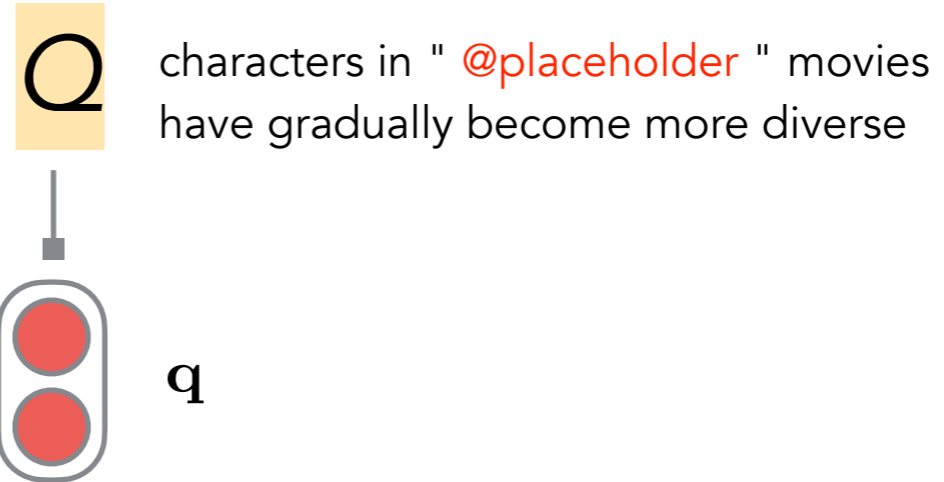 Q
characters in " @placeholder " movies
have gradually become more diverse
q